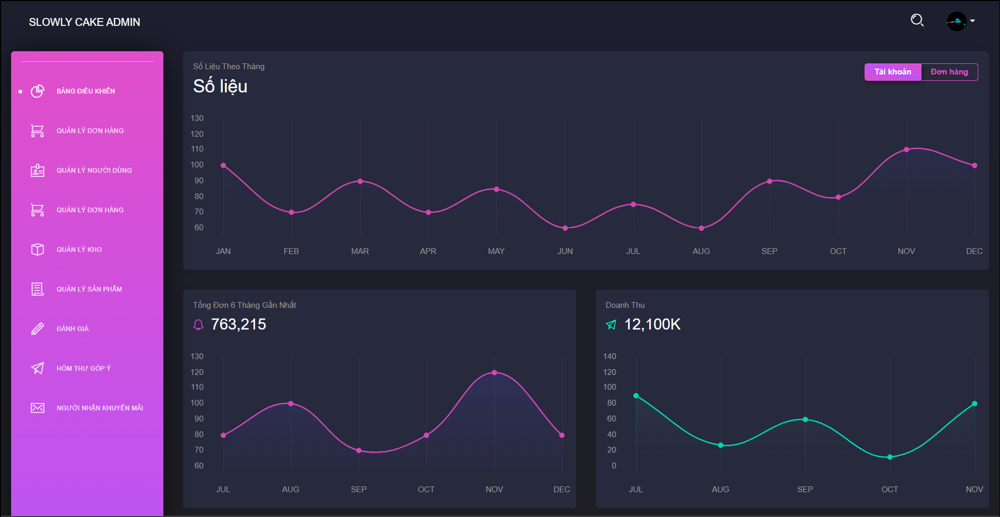 SLOWLY CAKE ADMIN
BẢNG ĐIỀU KHIỂN
QUẢN LÝ ĐƠN HÀNG
QUẢN LÝ NGƯỜI DÙNG
QUẢN LÝ ĐƠN HÀNG
QUẢN LÝ KHO
QUẢN LÝ SẢN PHẨM
ĐÁNH GIÁ
HÒM THƯ GÓP Ý
NGƯỜI NHẬN KHUYẾN MÃI
Số Liệu Theo Tháng
Số liệu
Tài khoản Đơn hàng
130
120
110
100
90
80
70
60
JAN FEB MAR APR MAY JUN JUL AUG SEP OCT NOV DEC
Tổng Đơn 6 Tháng Gần Nhất
763,215
130
120
110
100
90
80
70
60
JUL AUG SEP OCT NOV DEC
Doanh Thu
12,100K
140
120
100
80
60
40
20
0
JUL AUG SEP OCT NOV